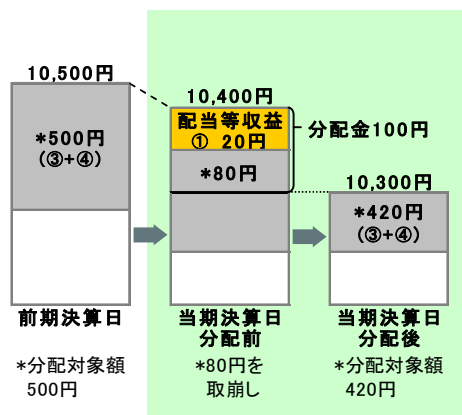 10,500円
*500円
(③+④)
前期決算日
*分配対象額
500円
10,400円
配当等収益
① 20円
*80円
分配金100円
当期決算日
分配前
*80円を
取崩し
10,300円
*420円
(③+④)
当期決算日
分配後
*分配対象額
420円